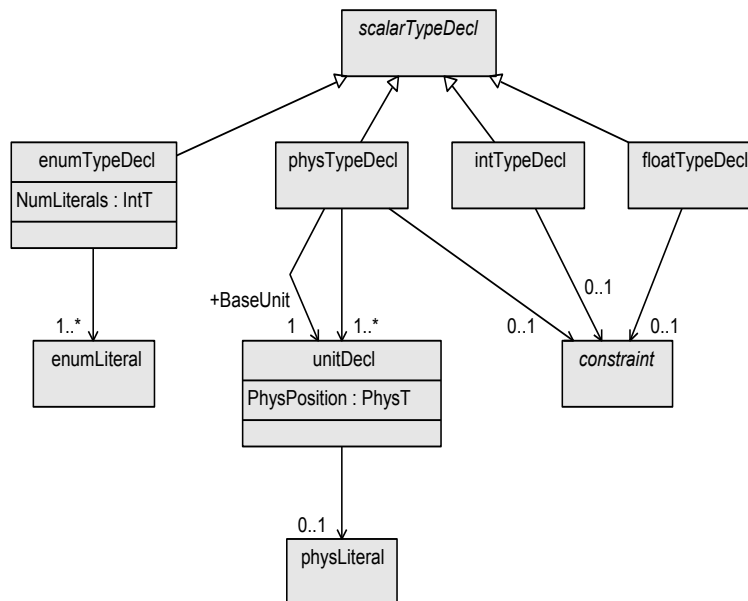 scalarTypeDecl
enumTypeDecl
physTypeDecl
intTypeDecl
floatTypeDecl
NumLiterals : IntT
+BaseUnit
0..1
1..*
1
1..*
0..1
0..1
enumLiteral
unitDecl
constraint
PhysPosition : PhysT
0..1
physLiteral